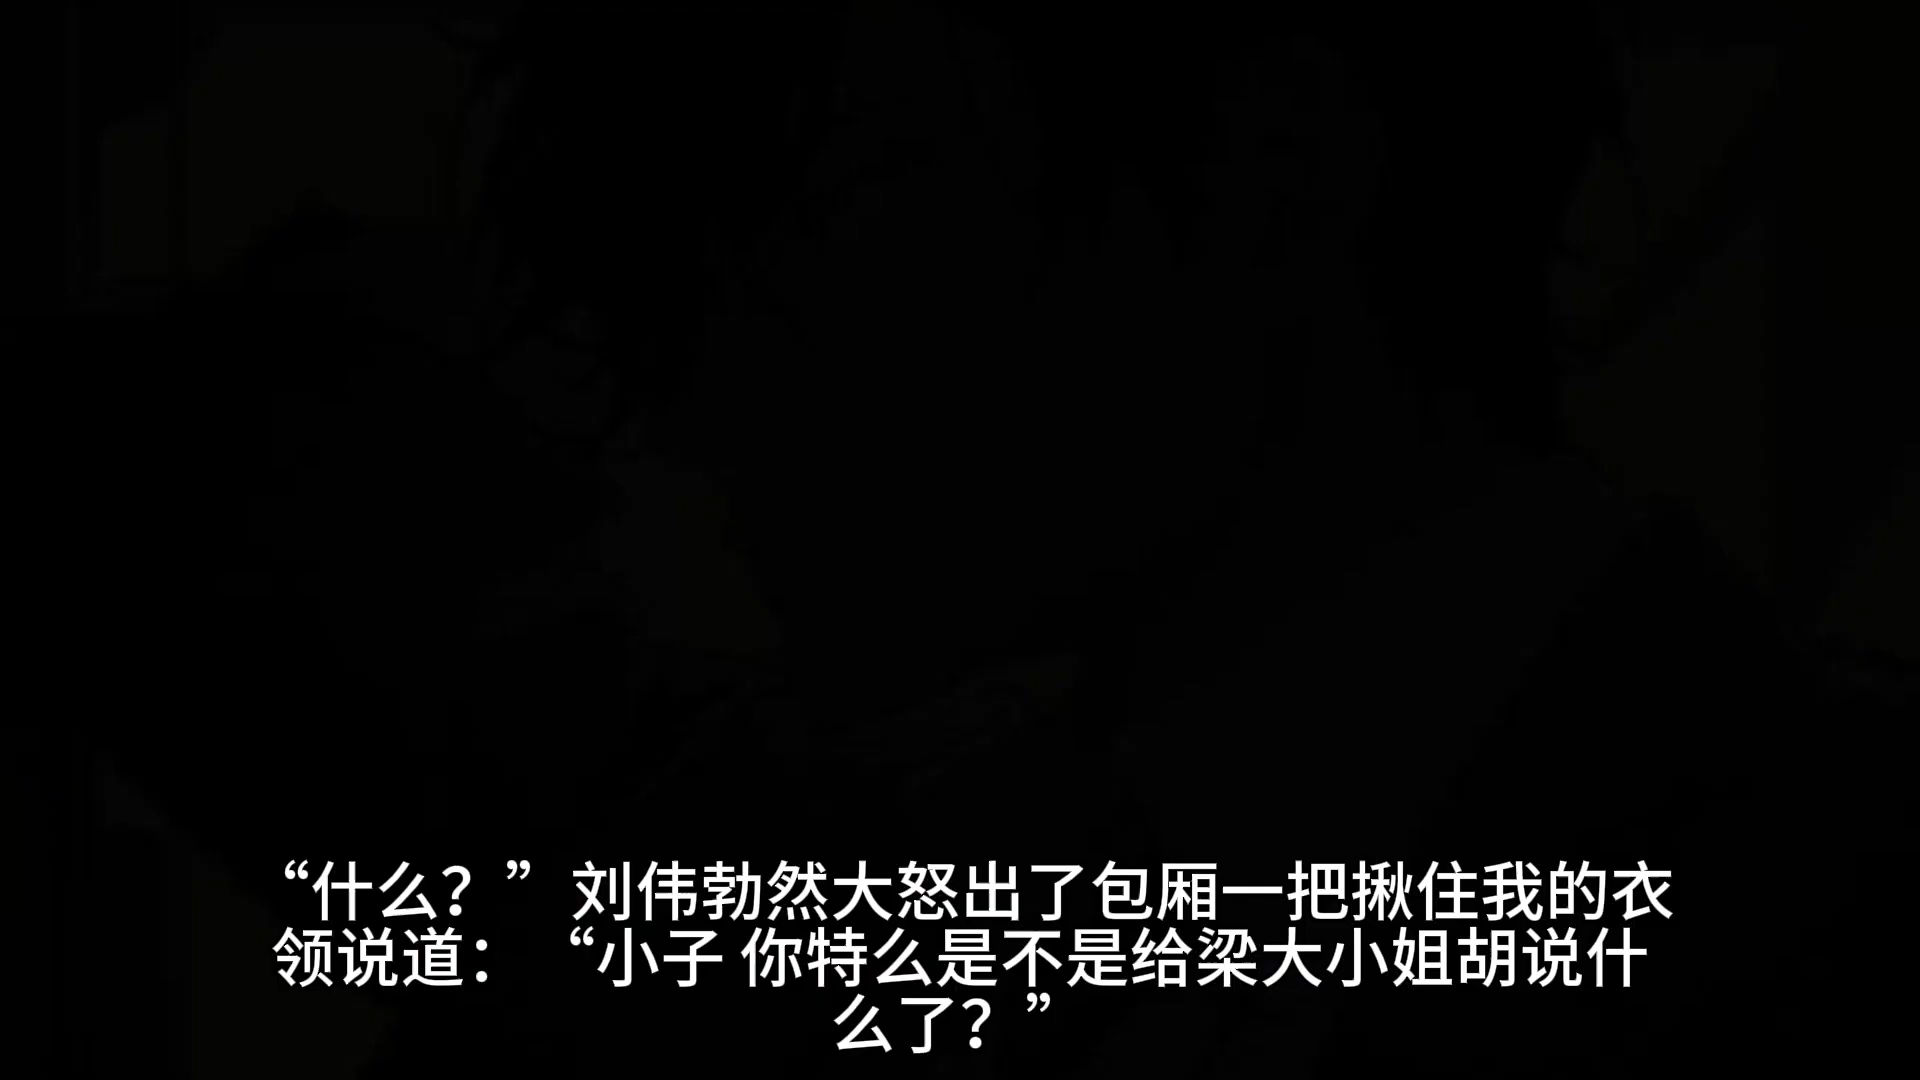 “什么？” 刘伟勃然大怒出了包厢一把揪住我的衣
领说道：“小子 你特么是不是给梁大小姐胡说什
么了？”